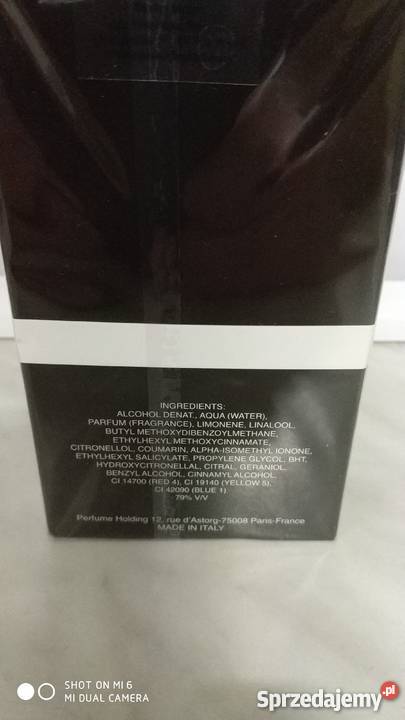 INGREDIENTS:
ALCOHOL DENAT., AQUA (WATER),
PARFUM (FRAGRANCE), LIMONENE, LINALOOL,
BUTYL METHOXYDIBENZOYLMETHANE,
ETHYLHEXYL METHOXYCINNAMATE,
CITRONELLOL, COUMARIN, ALPHA-ISOMETHYL IONONE,
ETHYLHEXYL SALICYLATE, PROPYLENE GLYCOL, BHT,
HYDROXYCITRONELLAL, CITRAL, GERANIOL,
BENZYL ALCOHOL, CINNAMYL ALCOHOL,
CI 14700 (RED 4), CI 19140 (YELLOW 5),
CI 42090 (BLUE 1)
79% V/V
Perfume Holding 12, rue d'Astorg-75008 Paris-France
MADE IN ITALY
SHOT ON MI 6
MI DUAL CAMERA
Sprzedajemy.pl